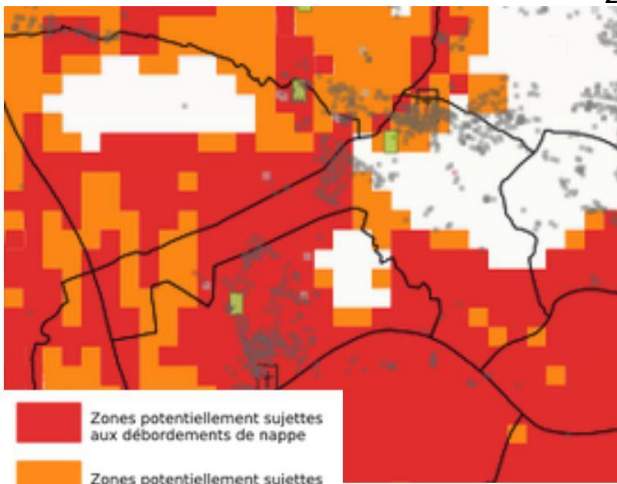 Zones potentiellement sujettes
aux débordements de nappe
Zones potentiellement sujettes